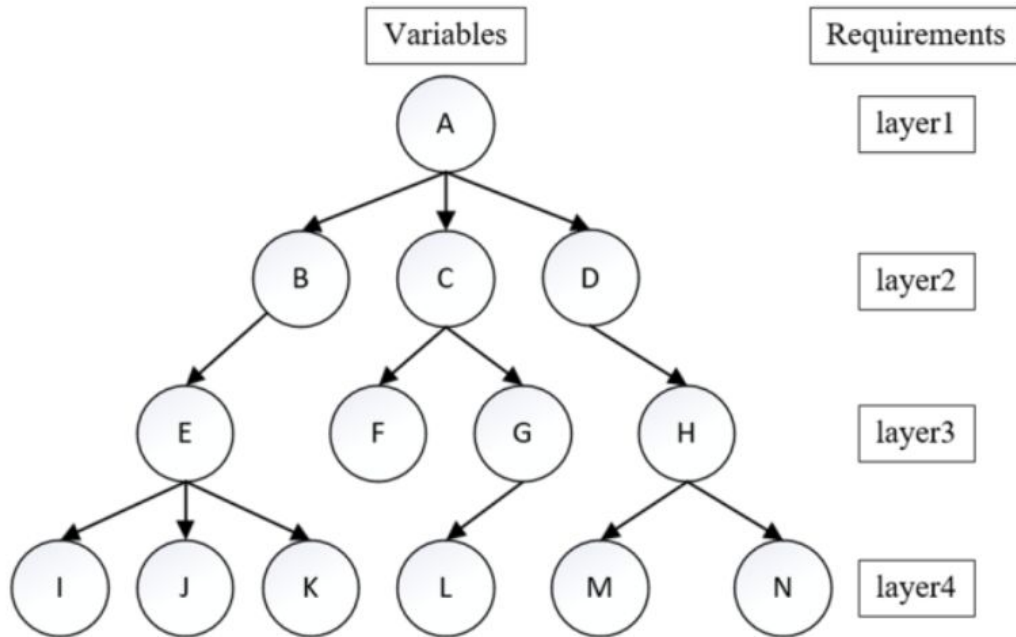 Variables Requirements
A layer1
B C D layer2
E F G H layer3
I J K L M N layer4